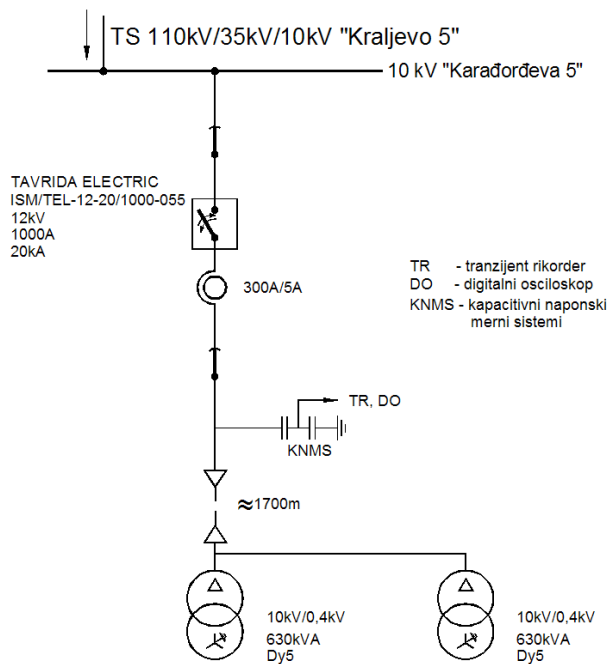 TS 110kV/35kV/10kV "Kraljevo 5"
10 kV "Karađorđeva 5"
TAVRIDA ELECTRIC
ISM/TEL-12-20/1000-055
12kV
1000A
20kA
300A/5A
TR - tranzijent rikorder
DO - digitalni osciloskop
KNMS - kapacitivni naponski
merni sistemi
TR, DO
KNMS
≈1700m
10kV/0,4kV
630kVA
Dy5
10kV/0,4kV
630kVA
Dy5